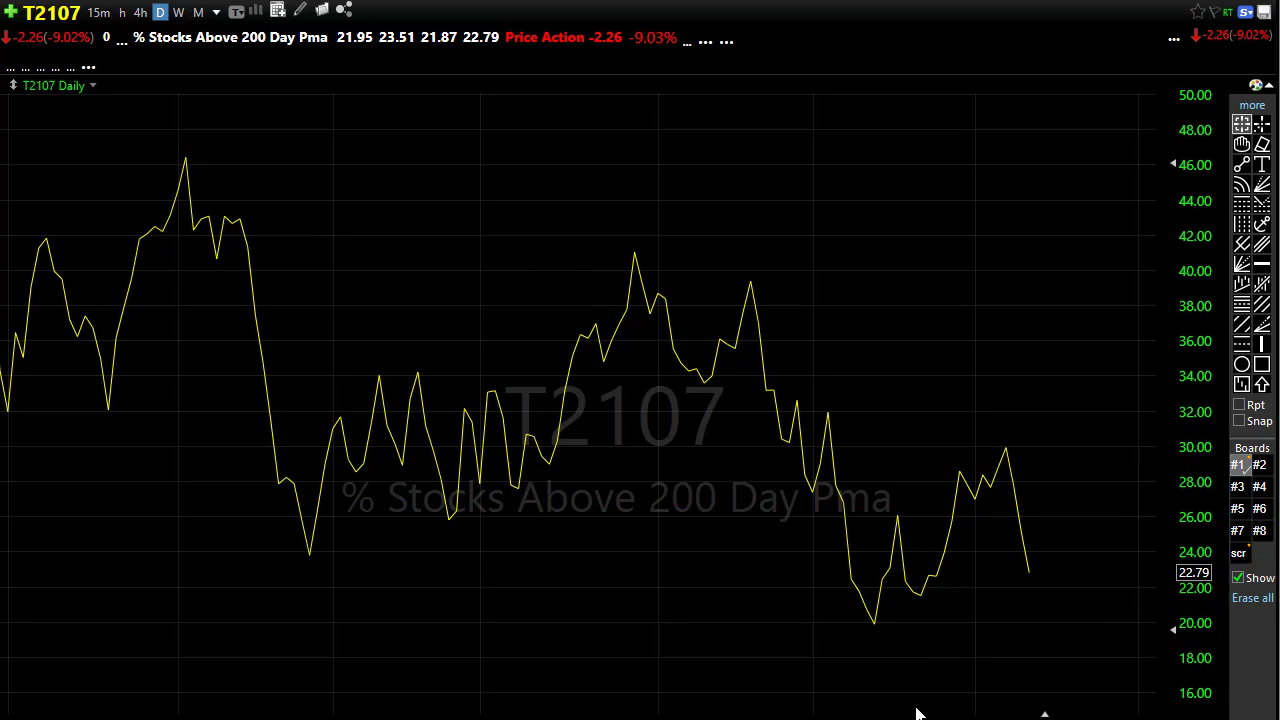 T2107 15m h 4h D W M T RT S
-2.26(-9.02%) 0 ... % Stocks Above 200 Day Pma 21.95 23.51 21.87 22.79 Price Action -2.26 -9.03% ... ... ... ... -2.26(-9.02%)
... ... ... ... ... ...
T2107 Daily
50.00
more
48.00
46.00
44.00
42.00
40.00
38.00
36.00
34.00
32.00
30.00
28.00
26.00
24.00
22.79
22.00
20.00
18.00
16.00
T2107
% Stocks Above 200 Day Pma
T
Rpt
Snap
Boards
#1 #2
#3 #4
#5 #6
#7 #8
scr
Show
Erase all